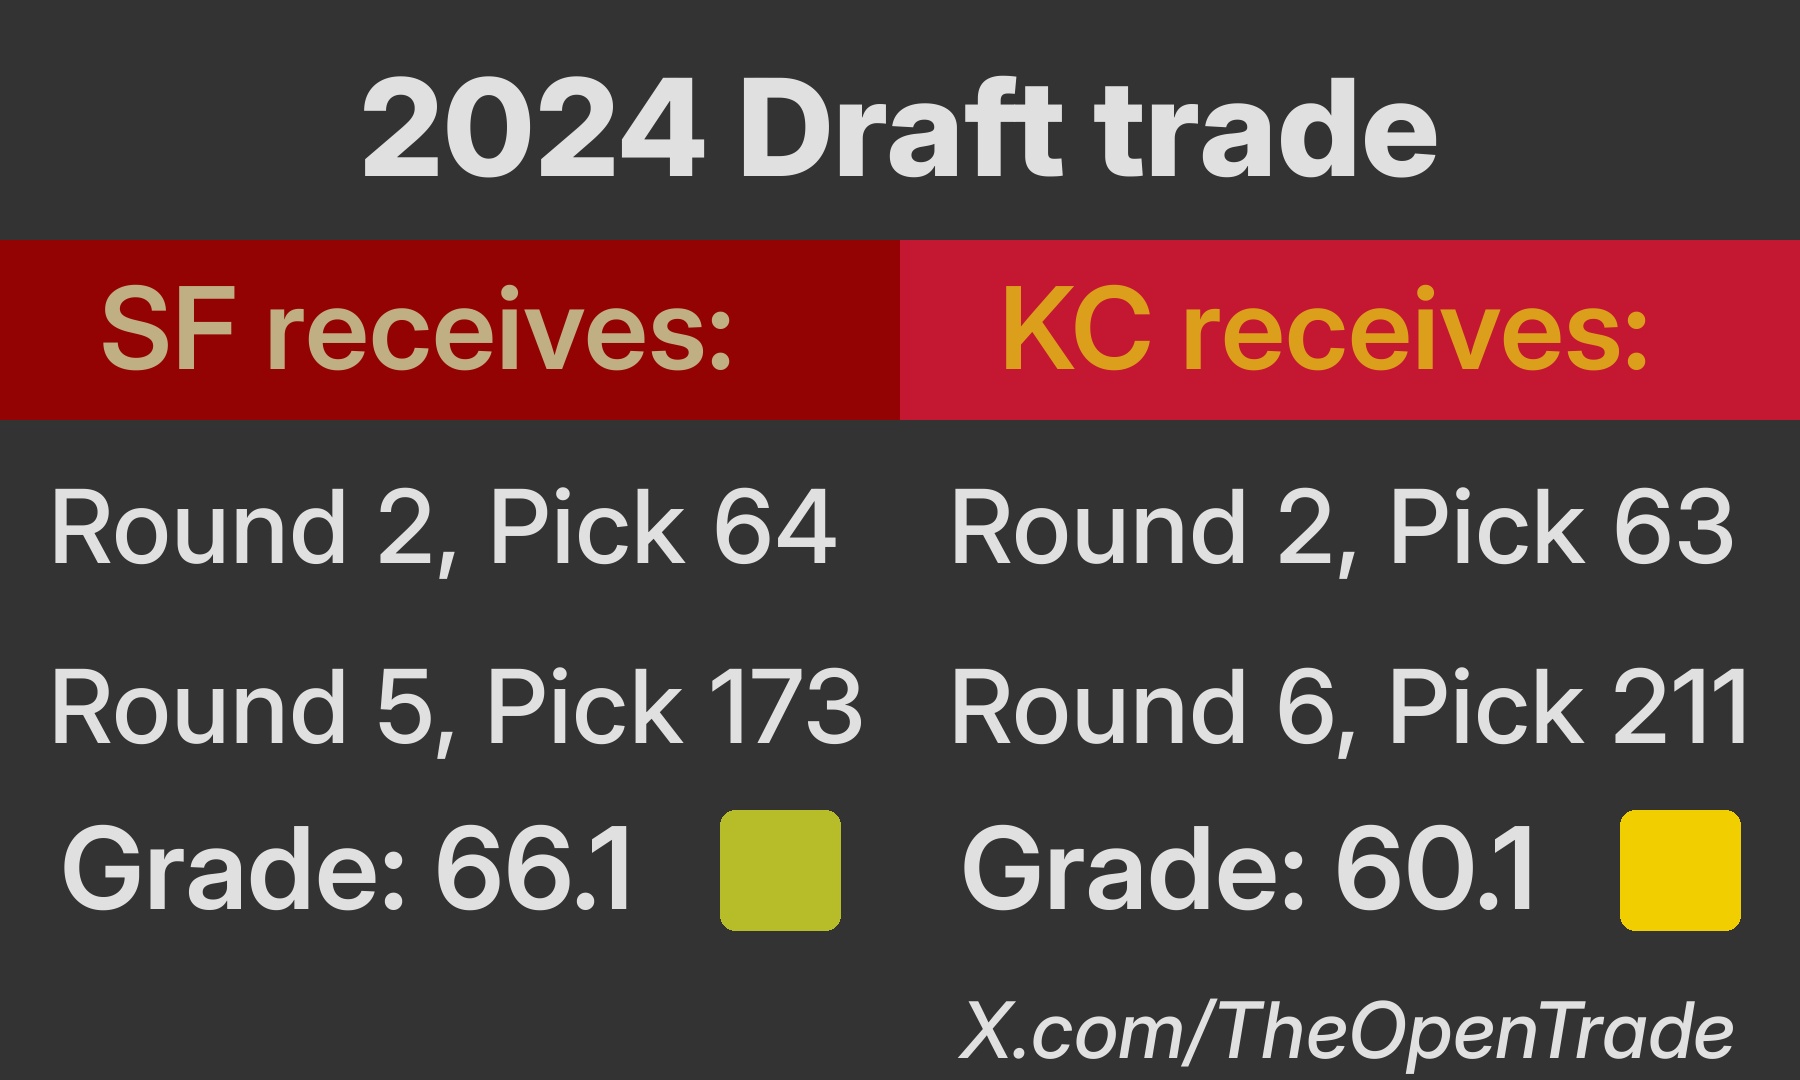 2024 Draft trade
SF receives:
KC receives:
Round 2, Pick 64
Round 2, Pick 63
Round 5, Pick 173
Round 6, Pick 211
Grade: 66.1
Grade: 60.1
X.com/TheOpenTrade